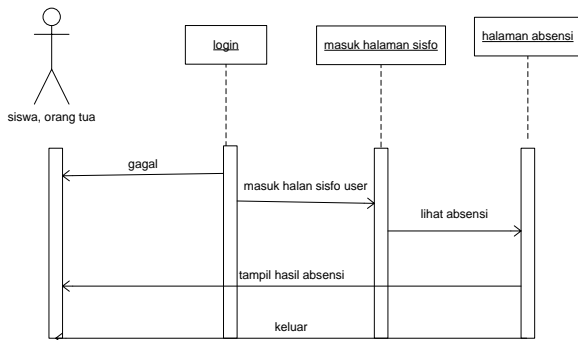 login
masuk halaman sisfo
halaman absensi
siswa, orang tua
gagal
masuk halan sisfo user
lihat absensi
tampil hasil absensi
keluar